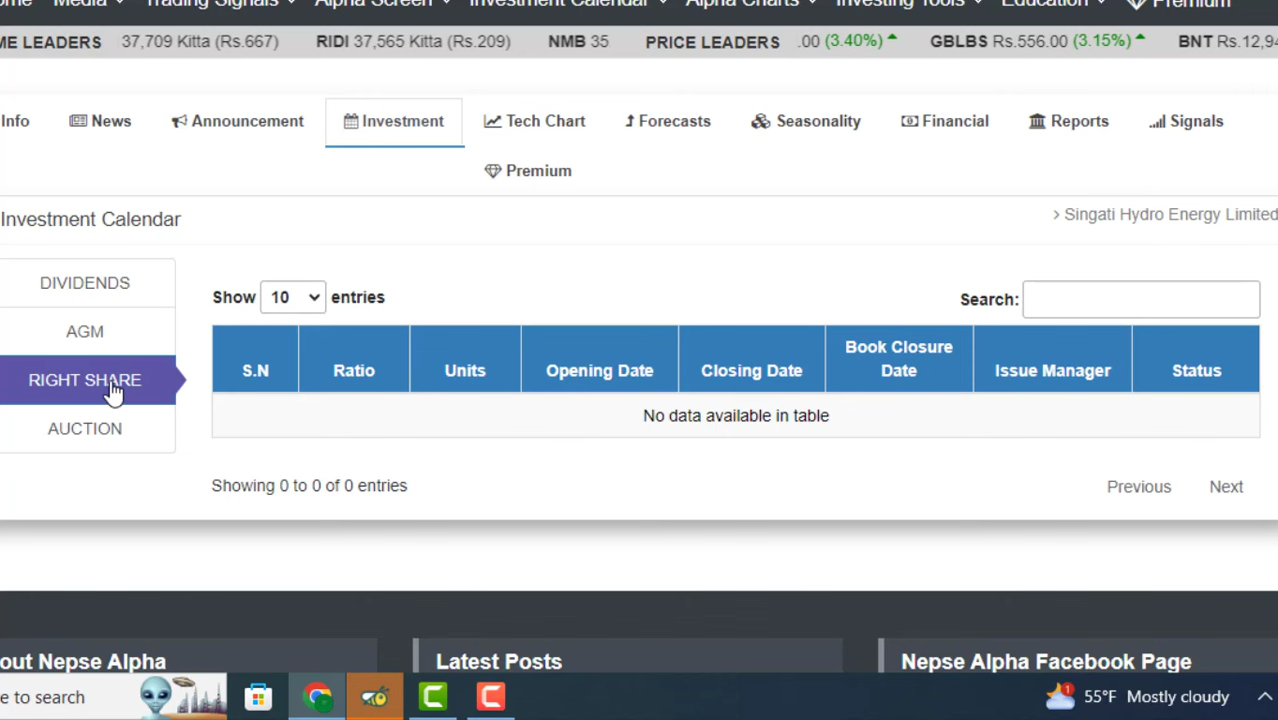 Media Trading Signals Alpha Screen Investment Calendar Alpha Charts Investing Tools Education Premium
LEADERS 37,709 Kitta (Rs.667) RIDI 37,565 Kitta (Rs.209) NMB 35 PRICE LEADERS .00 (3.40%) GBLBS Rs.556.00 (3.15%) BNT Rs.12,94
Info News Announcement Investment Tech Chart Forecasts Seasonality Financial Reports Signals
Premium
Investment Calendar
> Singati Hydro Energy Limited
DIVIDENDS
AGM
RIGHT SHARE
AUCTION
Show 10 entries
Search:
S.N Ratio Units Opening Date Closing Date Book Closure Date Issue Manager Status
No data available in table
Showing 0 to 0 of 0 entries
Previous Next
out Nepse Alpha
Latest Posts
Nepse Alpha Facebook Page
e to search
1
55°F Mostly cloudy